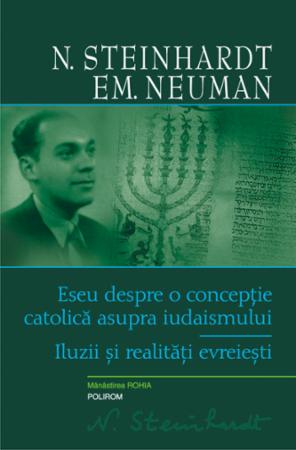 N. STEINHARDT
EM. NEUMAN
Eseu despre o concepție
catolică asupra iudaismului
Iluzii și realități evreiești
Mănăstirea ROHIA
POLIROM
N. Steinhardt